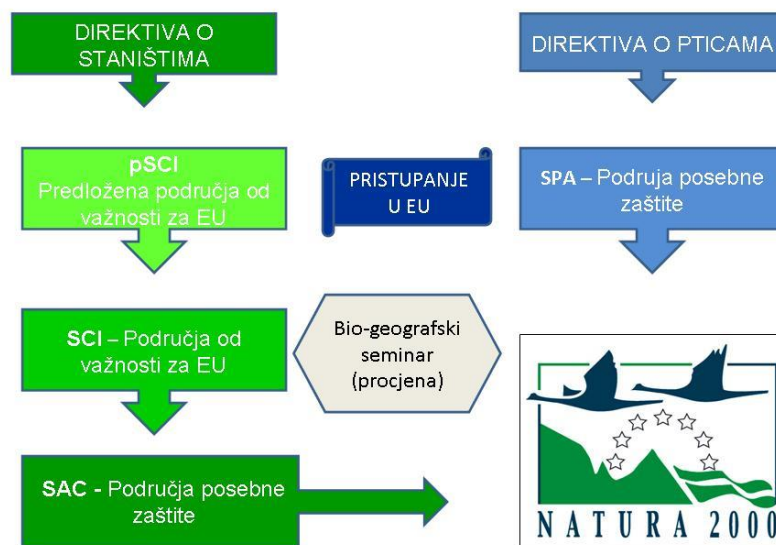 DIREKTIVA O
STANIŠTIMA
DIREKTIVA O PTICAMA
pSCI
Predložena područja od
važnosti za EU
PRISTUPANJE
U EU
SPA – Podruja posebne
zaštite
SCI – Područja od
važnosti za EU
Bio-geografski
seminar
(procjena)
SAC - Područja posebne
zaštite
NATURA 2000